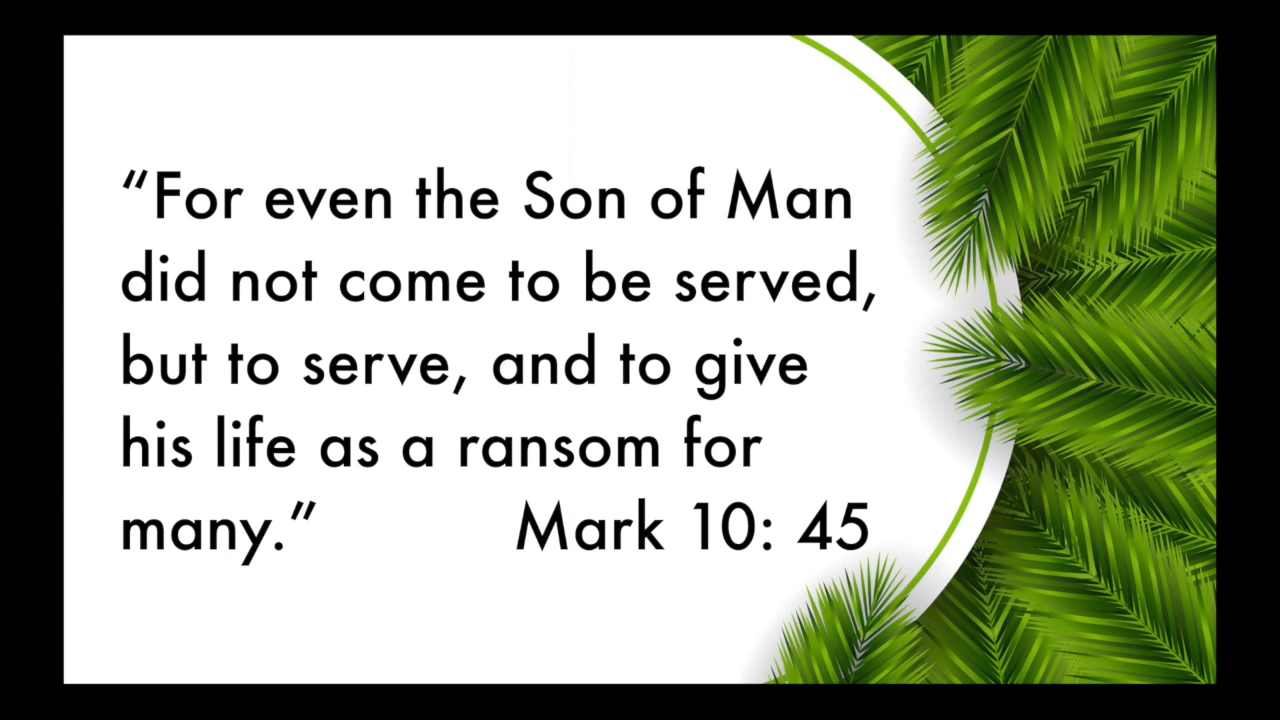 “For even the Son of Man
did not come to be served,
but to serve, and to give
his life as a ransom for
many.” Mark 10: 45